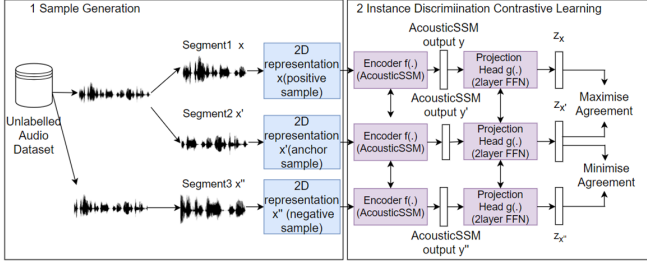 1 Sample Generation
2 Instance Discrimiination Contrastive Learning
Unlabelled
Audio
Dataset
Segment1 x
Segment2 x'
Segment3 x"
2D
representation
x(positive
sample)
2D
representation
x'(anchor
sample)
2D
representation
x" (negative
sample)
Encoder f(.)
(AcousticSSM)
Encoder f(.)
(AcousticSSM)
Encoder f(.)
(AcousticSSM)
AcousticSSM
output y
AcousticSSM
output y'
AcousticSSM
output y"
Projection
Head g(.)
(2layer FFN)
Projection
Head g(.)
(2layer FFN)
Projection
Head g(.)
(2layer FFN)
zx
zx'
zx"
Maximise
Agreement
Minimise
Agreement